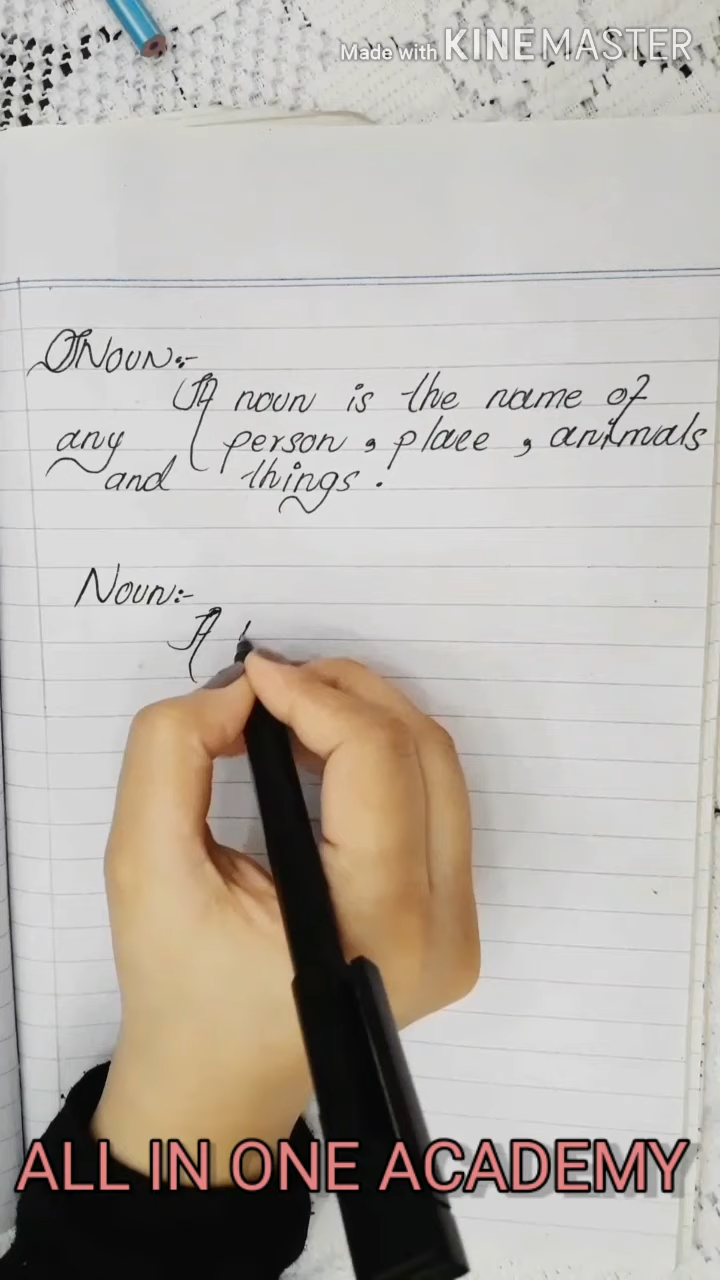 Made with KINEMASTER
Noun:-
A noun is the name of
any person, place, animals
and things.
Noun:-
A
ALL IN ONE ACADEMY